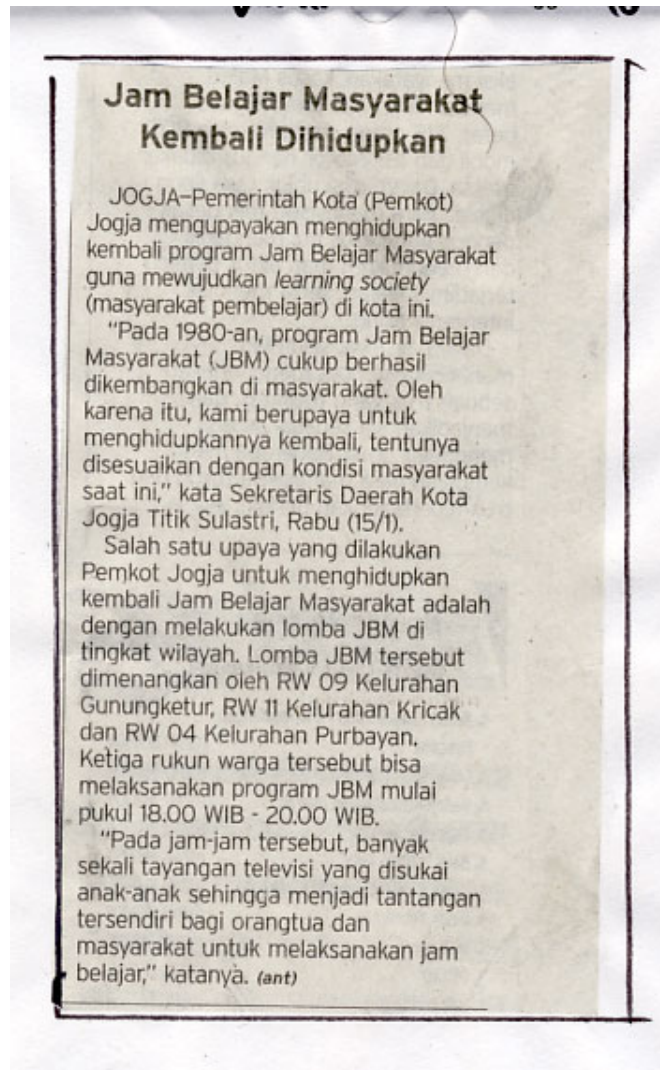 Jam Belajar Masyarakat
Kembali Dihidupkan
JOGJA–Pemerintah Kota (Pemkot)
Jogja mengupayakan menghidupkan
kembali program Jam Belajar Masyarakat
guna mewujudkan learning society
(masyarakat pembelajar) di kota ini.
"Pada 1980-an, program Jam Belajar
Masyarakat (JBM) cukup berhasil
dikembangkan di masyarakat. Oleh
karena itu, kami berupaya untuk
menghidupkannya kembali, tentunya
disesuaikan dengan kondisi masyarakat
saat ini," kata Sekretaris Daerah Kota
Jogja Titik Sulastri, Rabu (15/1).
Salah satu upaya yang dilakukan
Pemkot Jogja untuk menghidupkan
kembali Jam Belajar Masyarakat adalah
dengan melakukan lomba JBM di
tingkat wilayah. Lomba JBM tersebut
dimenangkan oleh RW 09 Kelurahan
Gunungketur, RW 11 Kelurahan Kricak
dan RW 04 Kelurahan Purbayan.
Ketiga rukun warga tersebut bisa
melaksanakan program JBM mulai
pukul 18.00 WIB - 20.00 WIB.
"Pada jam-jam tersebut, banyak
sekali tayangan televisi yang disukai
anak-anak sehingga menjadi tantangan
tersendiri bagi orangtua dan
masyarakat untuk melaksanakan jam
belajar," katanya. (ant)